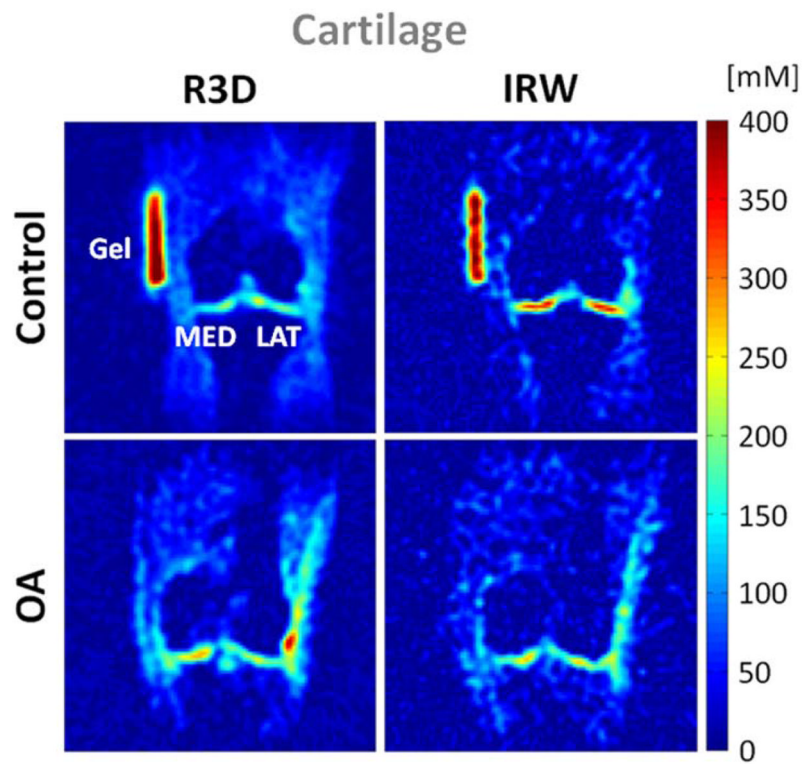 Cartilage
R3D
IRW
[mM]
Control
Gel
MED
LAT
OA
400
350
300
250
200
150
100
50
0